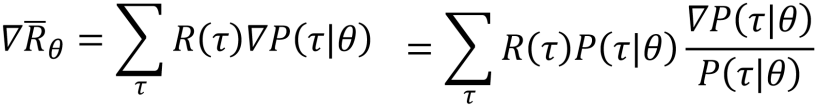 ∇R̅_θ = ∑_τ R(τ)∇P(τ|θ) = ∑_τ R(τ)P(τ|θ) ∇P(τ|θ)/P(τ|θ)